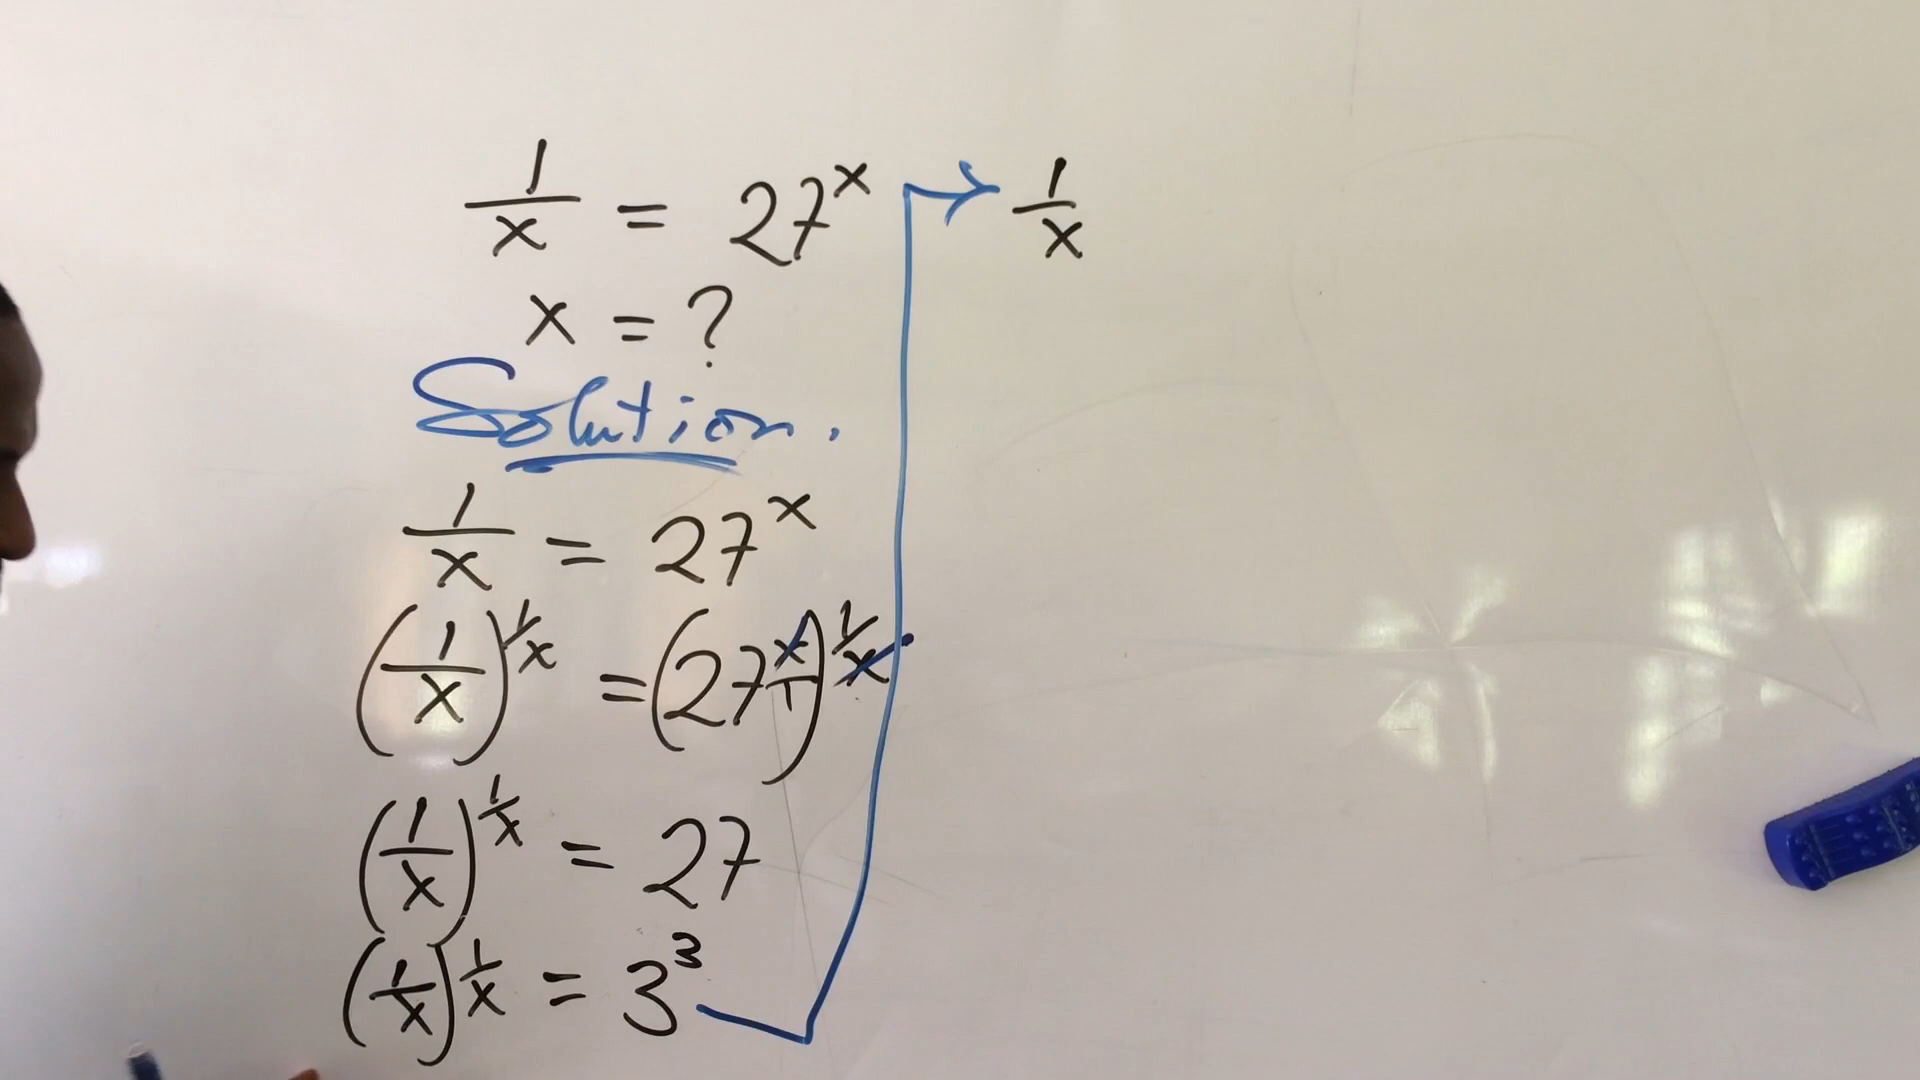 1/x = 27^x
x = ?
Solution.
1/x = 27^x
(1/x)^(1/x) = (27^(x/1))^(1/x)
(1/x)^(1/x) = 27
(1/x)^(1/x) = 3^3
1/x